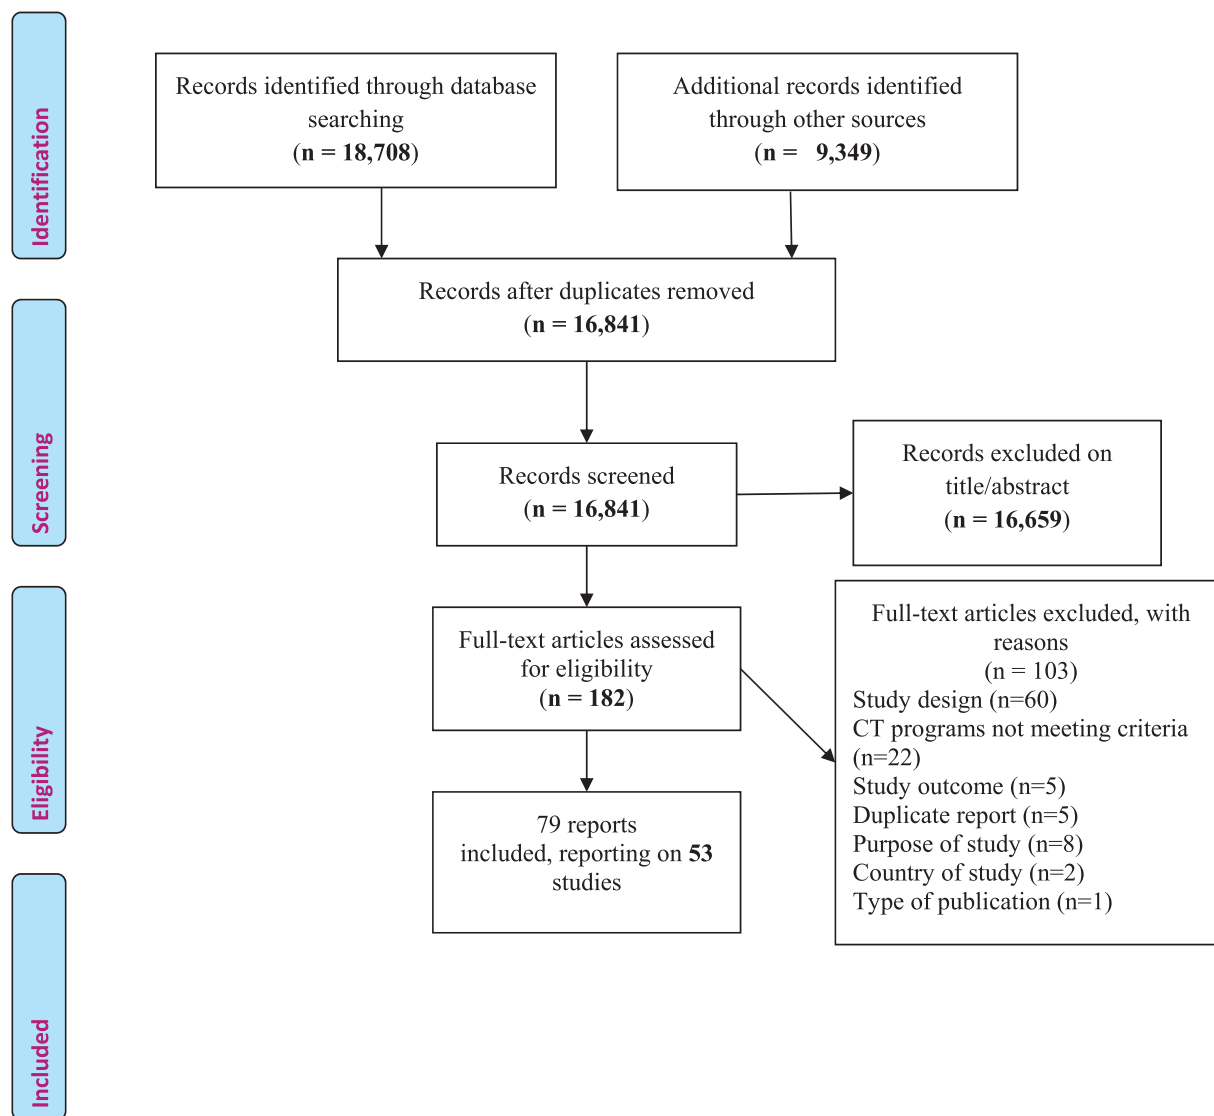 Identification
Records identified through database
searching
(n = 18,708)
Additional records identified
through other sources
(n = 9,349)
Records after duplicates removed
(n = 16,841)
Screening
Records screened
(n = 16,841)
Records excluded on
title/abstract
(n = 16,659)
Eligibility
Full-text articles assessed
for eligibility
(n = 182)
Full-text articles excluded, with
reasons
(n = 103)
Study design (n=60)
CT programs not meeting criteria
(n=22)
Study outcome (n=5)
Duplicate report (n=5)
Purpose of study (n=8)
Country of study (n=2)
Type of publication (n=1)
79 reports
included, reporting on 53
studies
Included